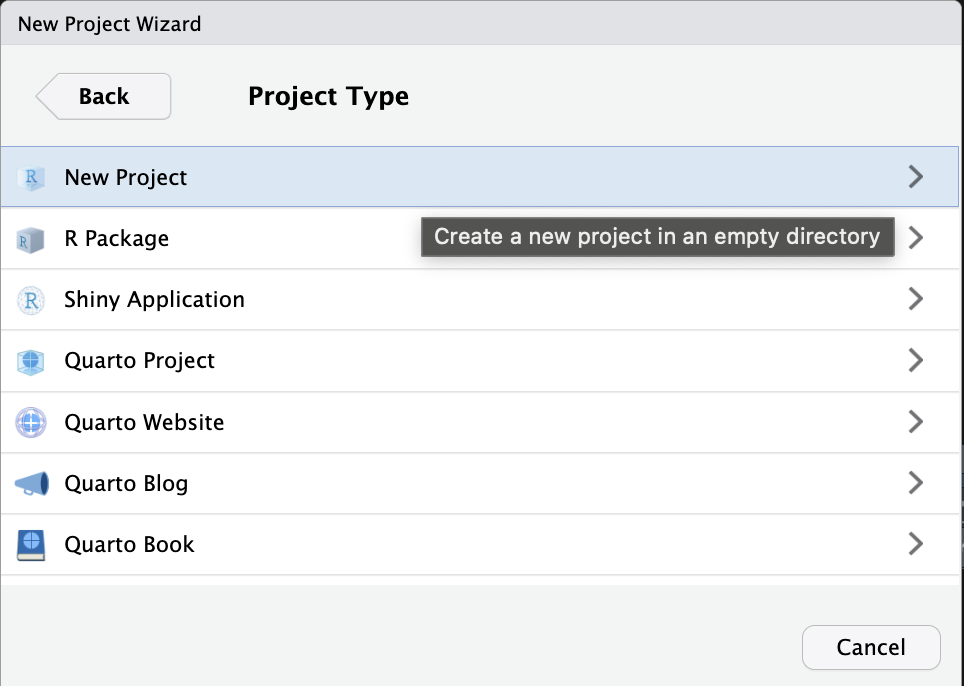 New Project Wizard
Back
Project Type
R New Project
R R Package
Create a new project in an empty directory
R Shiny Application
Quarto Project
Quarto Website
Quarto Blog
Quarto Book
Cancel